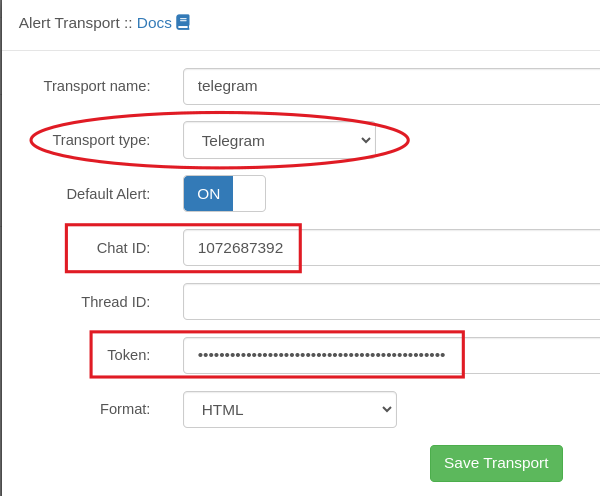 Alert Transport :: Docs
Transport name: telegram
Transport type: Telegram
Default Alert: ON
Chat ID: 1072687392
Thread ID:
Token: ••••••••••••••••••••••••••••••••••••••••••••••
Format: HTML
Save Transport